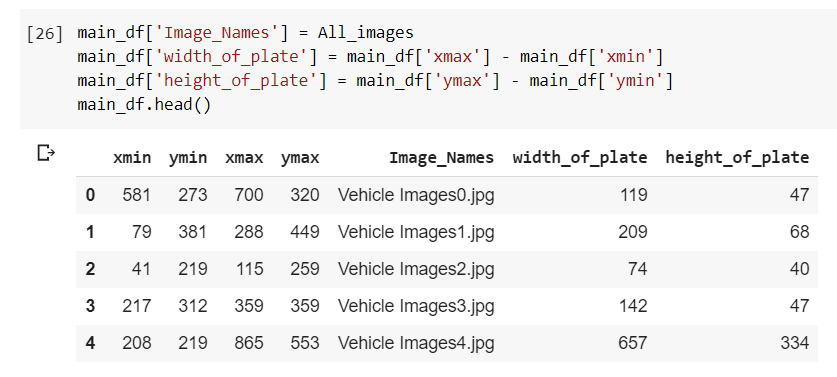 [26] main_df['Image_Names'] = All_images
main_df['width_of_plate'] = main_df['xmax'] - main_df['xmin']
main_df['height_of_plate'] = main_df['ymax'] - main_df['ymin']
main_df.head()
xmin ymin xmax ymax Image_Names width_of_plate height_of_plate
0 581 273 700 320 Vehicle Images0.jpg 119 47
1 79 381 288 449 Vehicle Images1.jpg 209 68
2 41 219 115 259 Vehicle Images2.jpg 74 40
3 217 312 359 359 Vehicle Images3.jpg 142 47
4 208 219 865 553 Vehicle Images4.jpg 657 334